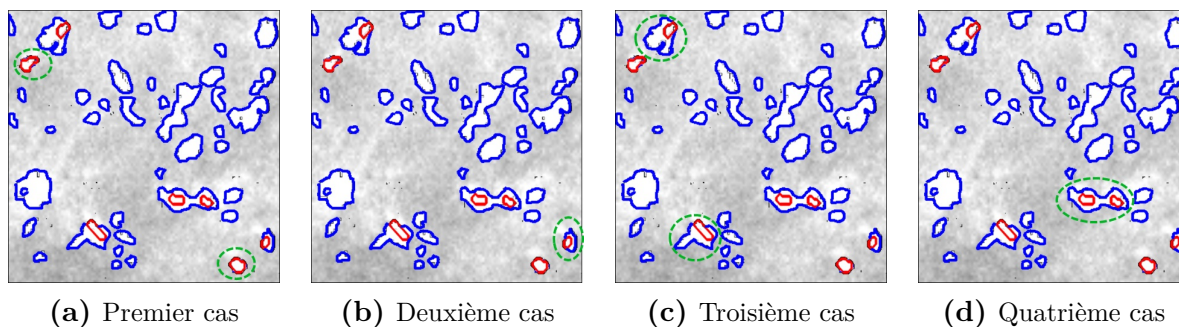 (a) Premier cas
(b) Deuxième cas
(c) Troisième cas
(d) Quatrième cas